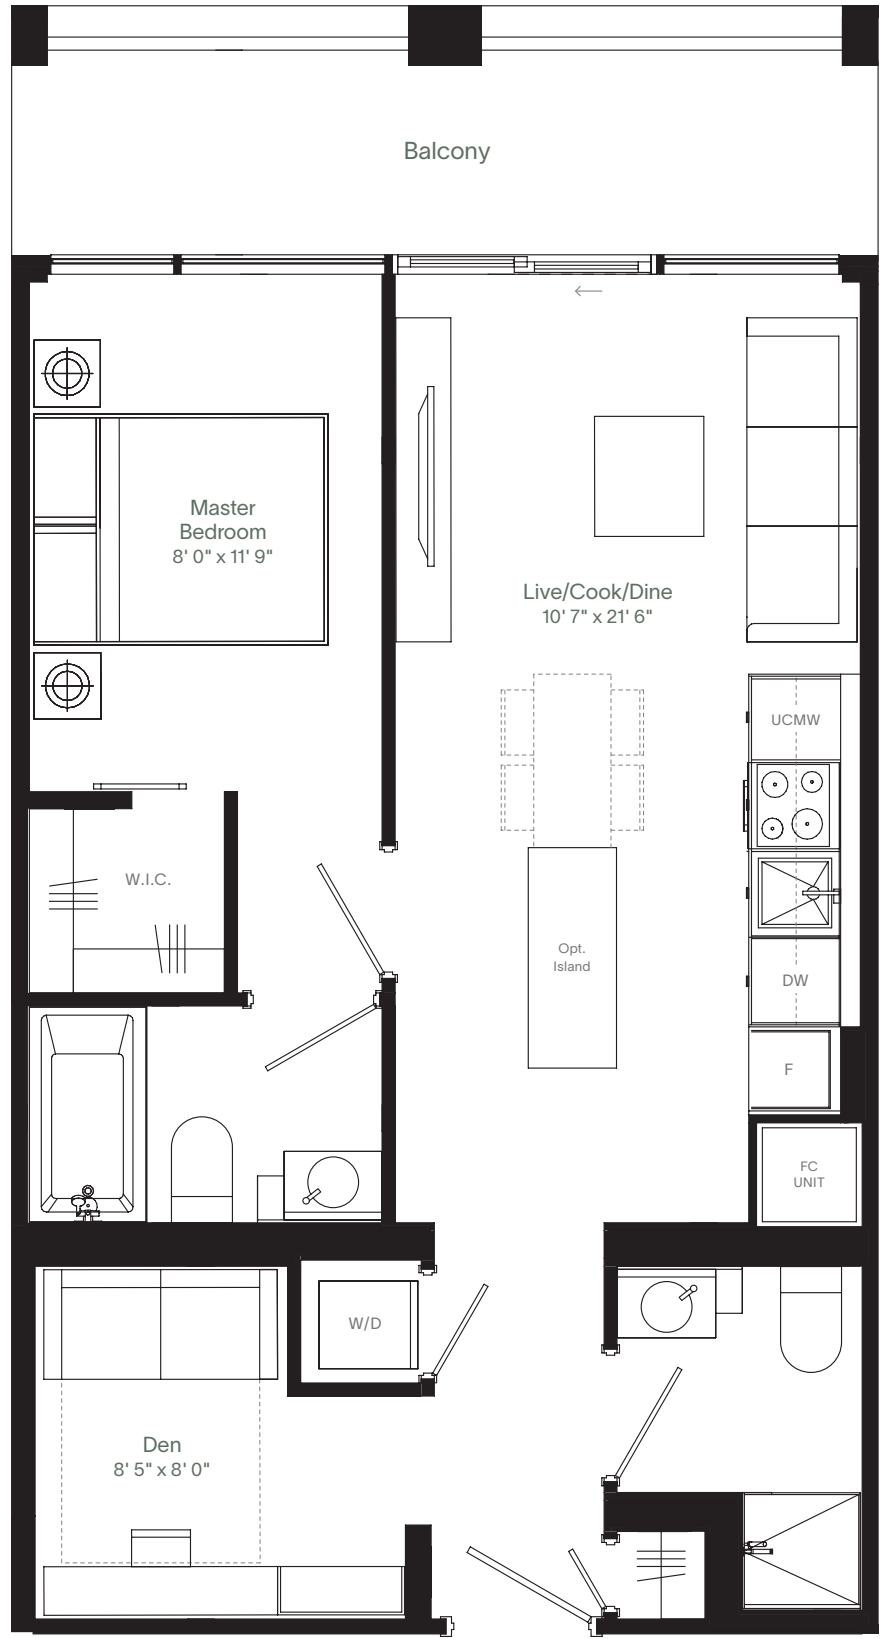 Balcony
Master
Bedroom
8' 0" x 11' 9"
Live/Cook/Dine
10' 7" x 21' 6"
UCMW
W.I.C.
Opt.
Island
DW
F
FC
UNIT
W/D
Den
8' 5" x 8' 0"